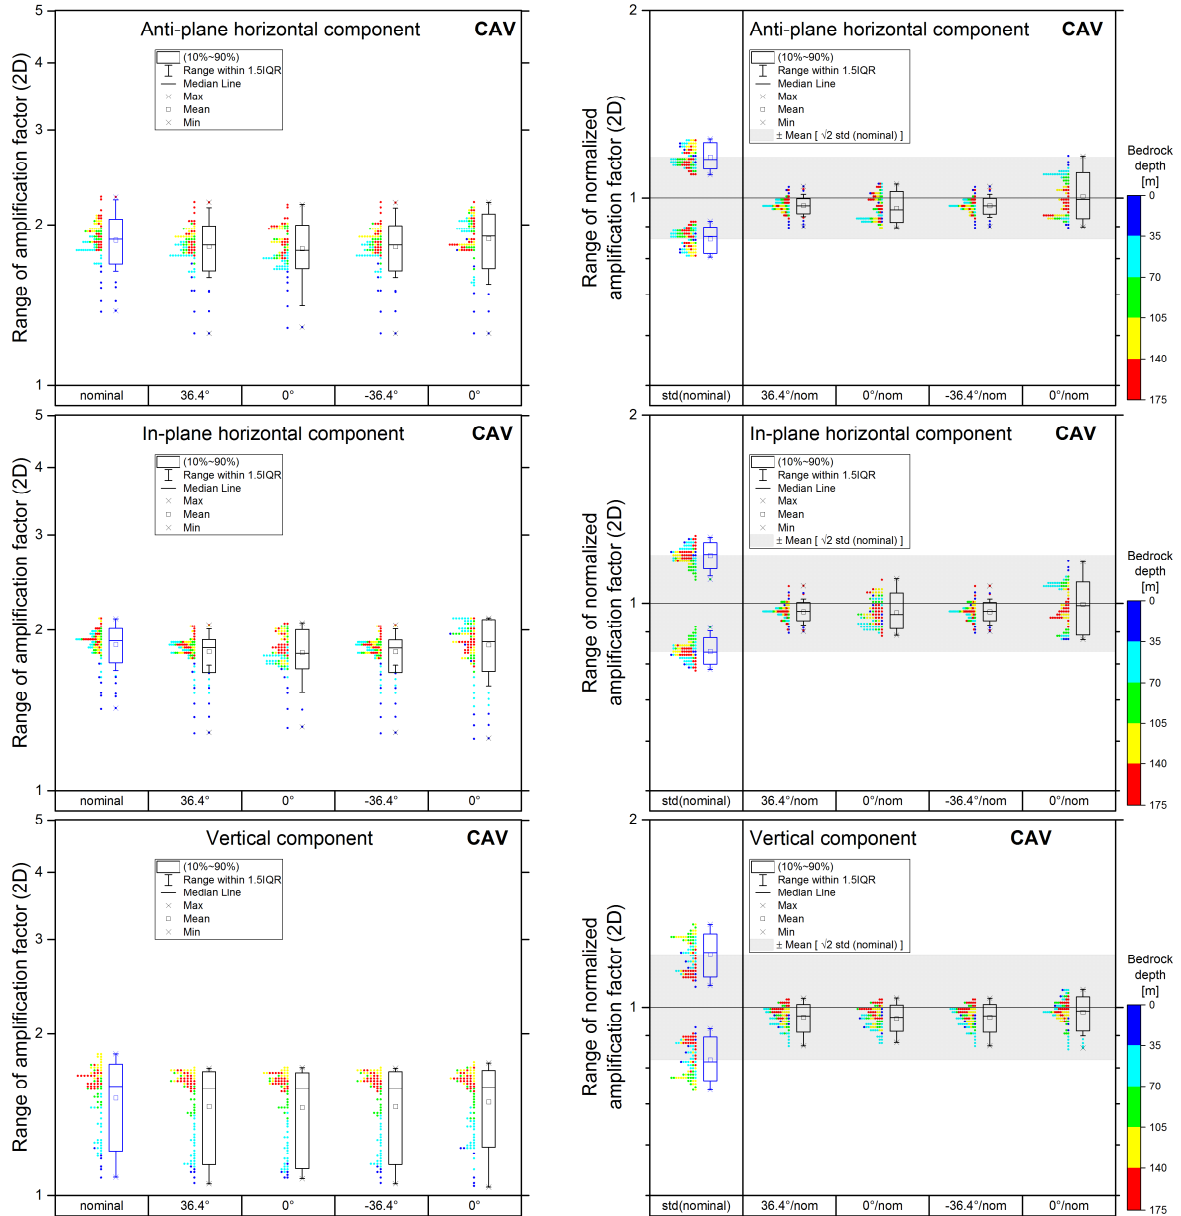 Anti-plane horizontal component CAV
(10%~90%)
Range within 1.5IQR
Median Line
Max
Mean
Min
Range of amplification factor (2D)
5
4
3
2
1
nominal 36.4° 0° -36.4° 0°
Anti-plane horizontal component CAV
(10%~90%)
Range within 1.5IQR
Median Line
Max
Mean
Min
± Mean [ √2 std (nominal) ]
Range of normalized
amplification factor (2D)
2
1
std(nominal) 36.4°/nom 0°/nom -36.4°/nom 0°/nom
Bedrock
depth
[m]
0
35
70
105
140
175
In-plane horizontal component CAV
(10%~90%)
Range within 1.5IQR
Median Line
Max
Mean
Min
Range of amplification factor (2D)
5
4
3
2
1
nominal 36.4° 0° -36.4° 0°
In-plane horizontal component CAV
(10%~90%)
Range within 1.5IQR
Median Line
Max
Mean
Min
± Mean [ √2 std (nominal) ]
Range of normalized
amplification factor (2D)
2
1
std(nominal) 36.4°/nom 0°/nom -36.4°/nom 0°/nom
Bedrock
depth
[m]
0
35
70
105
140
175
Vertical component CAV
(10%~90%)
Range within 1.5IQR
Median Line
Max
Mean
Min
Range of amplification factor (2D)
5
4
3
2
1
nominal 36.4° 0° -36.4° 0°
Vertical component CAV
(10%~90%)
Range within 1.5IQR
Median Line
Max
Mean
Min
± Mean [ √2 std (nominal) ]
Range of normalized
amplification factor (2D)
2
1
std(nominal) 36.4°/nom 0°/nom -36.4°/nom 0°/nom
Bedrock
depth
[m]
0
35
70
105
140
175